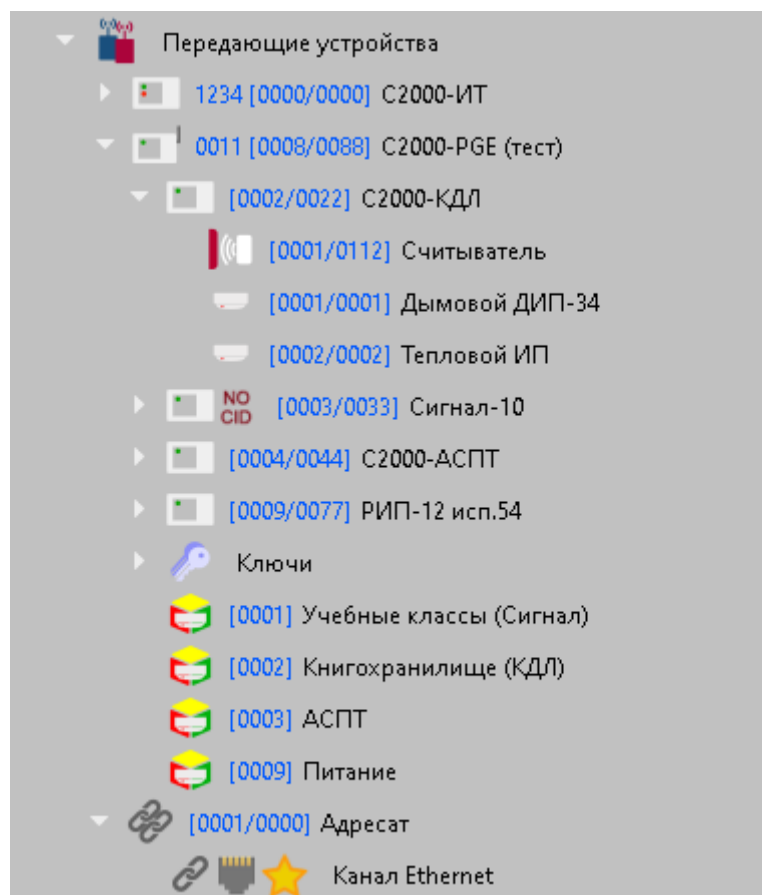 Передающие устройства
1234 [0000/0000] С2000-ИТ
0011 [0008/0088] С2000-PGE (тест)
[0002/0022] С2000-КДЛ
[0001/0112] Считыватель
[0001/0001] Дымовой ДИП-34
[0002/0002] Тепловой ИП
NO CID [0003/0033] Сигнал-10
[0004/0044] С2000-АСПТ
[0009/0077] РИП-12 исп.54
Ключи
[0001] Учебные классы (Сигнал)
[0002] Книгохранилище (КДЛ)
[0003] АСПТ
[0009] Питание
[0001/0000] Адресат
Канал Ethernet